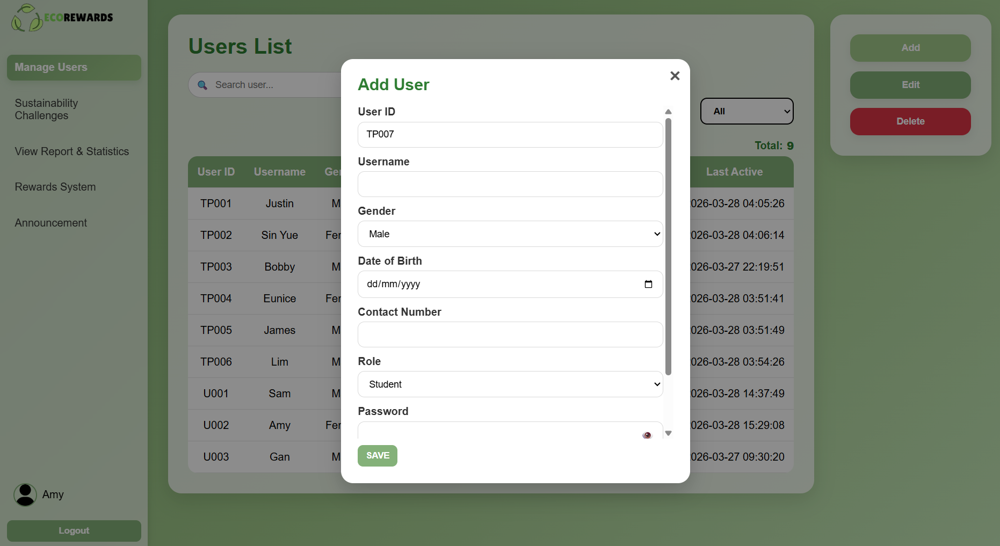 ECOREWARDS
Manage Users
Sustainability
Challenges
View Report & Statistics
Rewards System
Announcement
Amy
Logout
Users List
Search user...
All
Total: 9
User ID Username Last Active
TP001 Justin M 026-03-28 04:05:26
TP002 Sin Yue Fer 026-03-28 04:06:14
TP003 Bobby M 026-03-27 22:19:51
TP004 Eunice Fer 026-03-28 03:51:41
TP005 James M 026-03-28 03:51:49
TP006 Lim M 026-03-28 03:54:26
U001 Sam M 026-03-28 14:37:49
U002 Amy Fer 026-03-28 15:29:08
U003 Gan M 026-03-27 09:30:20
Add User
User ID
TP007
Username
Gender
Male
Date of Birth
dd/mm/yyyy
Contact Number
Role
Student
Password
SAVE
Add
Edit
Delete